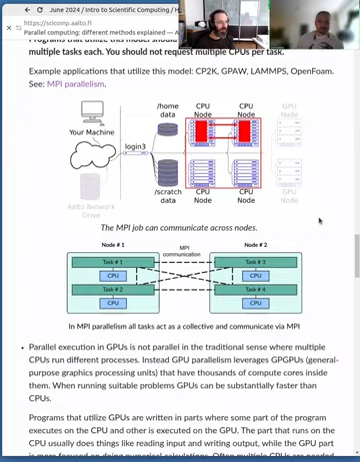 June 2024 / Intro to Scientific Computing / H
https://scicomp.aalto.fi
Parallel computing: different methods explained — A
multiple tasks each. You should not request multiple CPUs per task.
Example applications that utilize this model: CP2K, GPAW, LAMMPS, OpenFoam.
See: MPI parallelism.
Your Machine
Aalto Network
Drive
login3
/home
data
/scratch
data
CPU
Node
CPU
Node
GPU
Node
CPU
Node
CPU
Node
GPU
Node
The MPI job can communicate across nodes.
Node # 1
MPI
communication
Node # 2
Task # 1
CPU
Task # 2
CPU
Task # 3
CPU
Task # 4
CPU
In MPI parallelism all tasks act as a collective and communicate via MPI
• Parallel execution in GPUs is not parallel in the traditional sense where multiple
CPUs run different processes. Instead GPU parallelism leverages GPGPUs (general-
purpose graphics processing units) that have thousands of compute cores inside
them. When running suitable problems GPUs can be substantially faster than
CPUs.
Programs that utilize GPUs are written in parts where some part of the program
executes on the CPU and other is executed on the GPU. The part that runs on
the CPU usually does things like reading input and writing output, while the GPU part